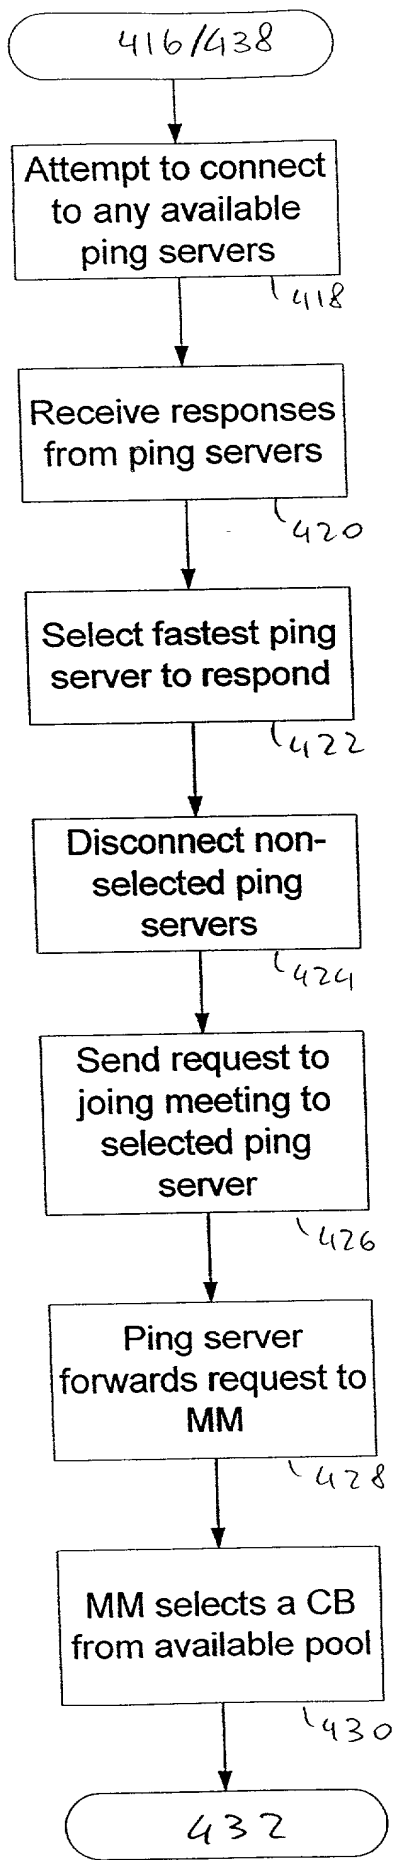 416/438
Attempt to connect
to any available
ping servers
418
Receive responses
from ping servers
420
Select fastest ping
server to respond
422
Disconnect non-
selected ping
servers
424
Send request to
joing meeting to
selected ping
server
426
Ping server
forwards request to
MM
428
MM selects a CB
from available pool
430
432